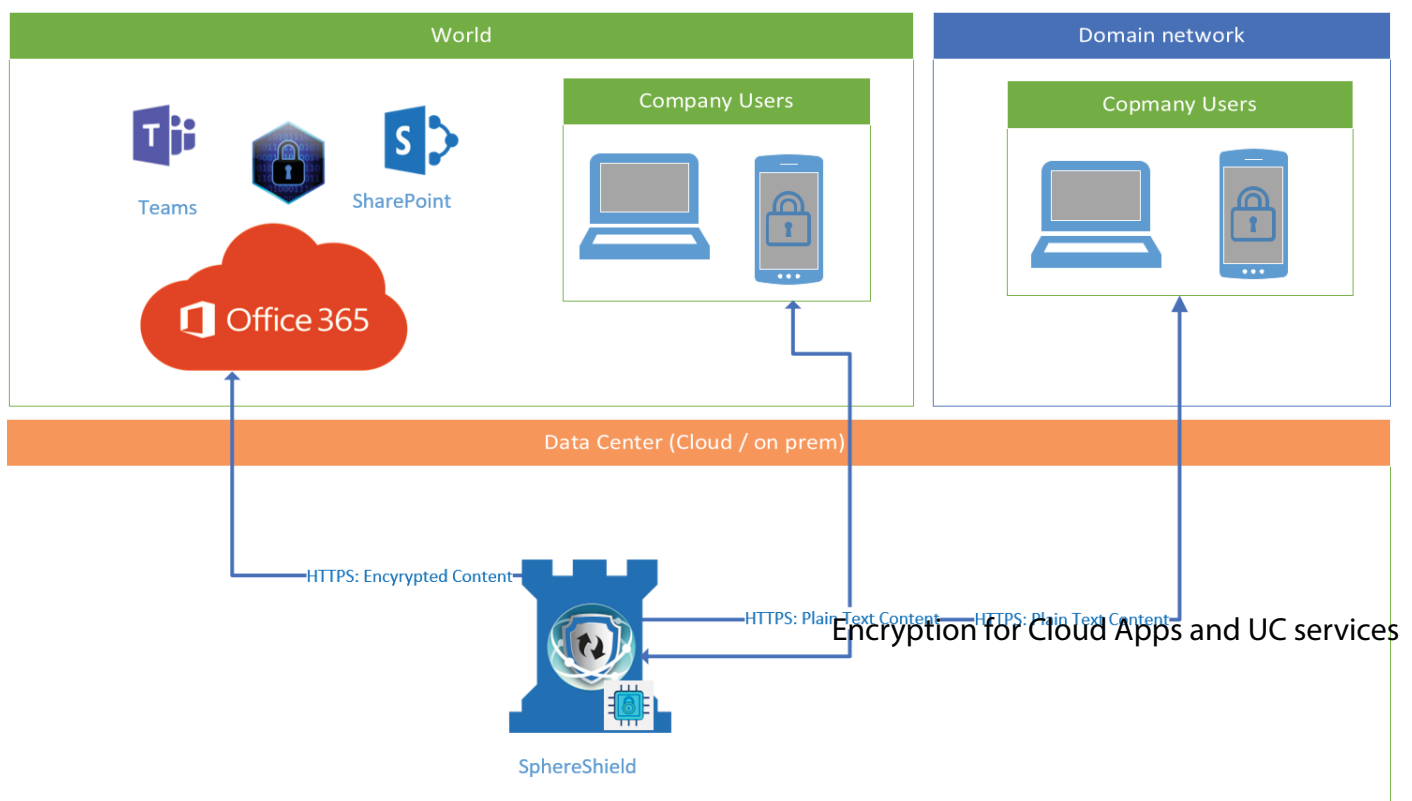 World
Domain network
Company Users
Copmany Users
T
S
Teams
SharePoint
Office 365
Data Center (Cloud / on prem)
HTTPS: Encyrypted Content
HTTPS: Plain Text Content
HTTPS: Plain Text Content
Encryption for Cloud Apps and UC services
SphereShield